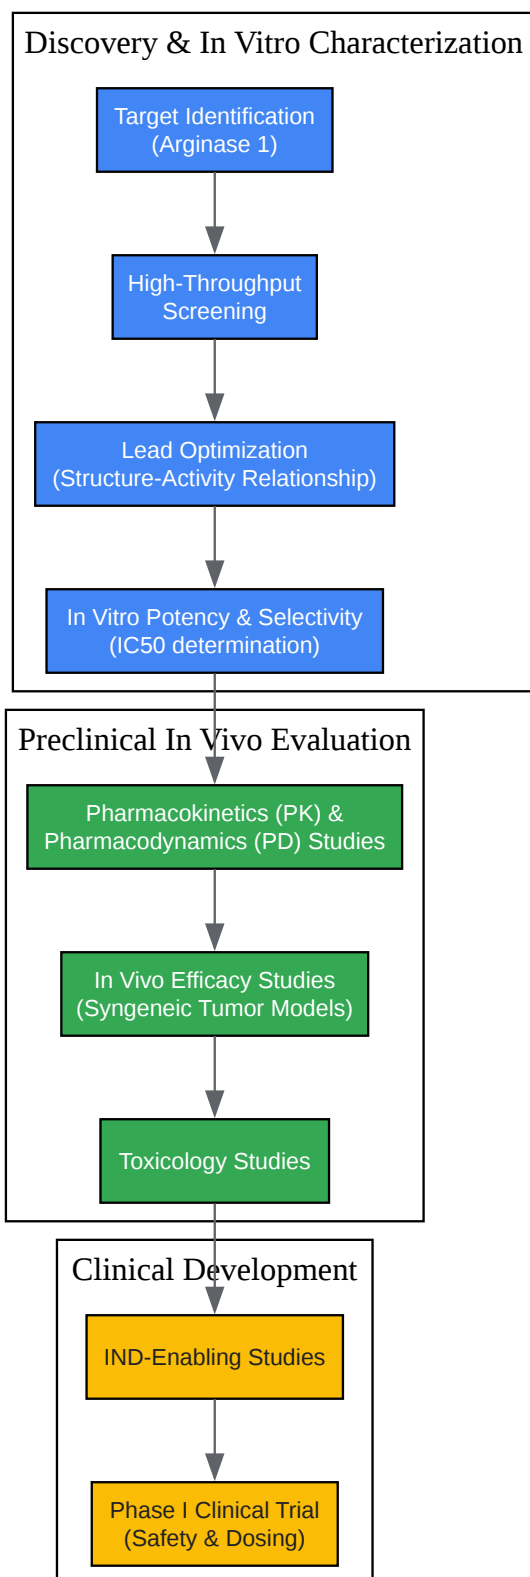 Discovery & In Vitro Characterization
Target Identification
(Arginase 1)
High-Throughput
Screening
Lead Optimization
(Structure-Activity Relationship)
In Vitro Potency & Selectivity
(IC50 determination)
Preclinical In Vivo Evaluation
Pharmacokinetics (PK) &
Pharmacodynamics (PD) Studies
In Vivo Efficacy Studies
(Syngeneic Tumor Models)
Toxicology Studies
Clinical Development
IND-Enabling Studies
Phase I Clinical Trial
(Safety & Dosing)